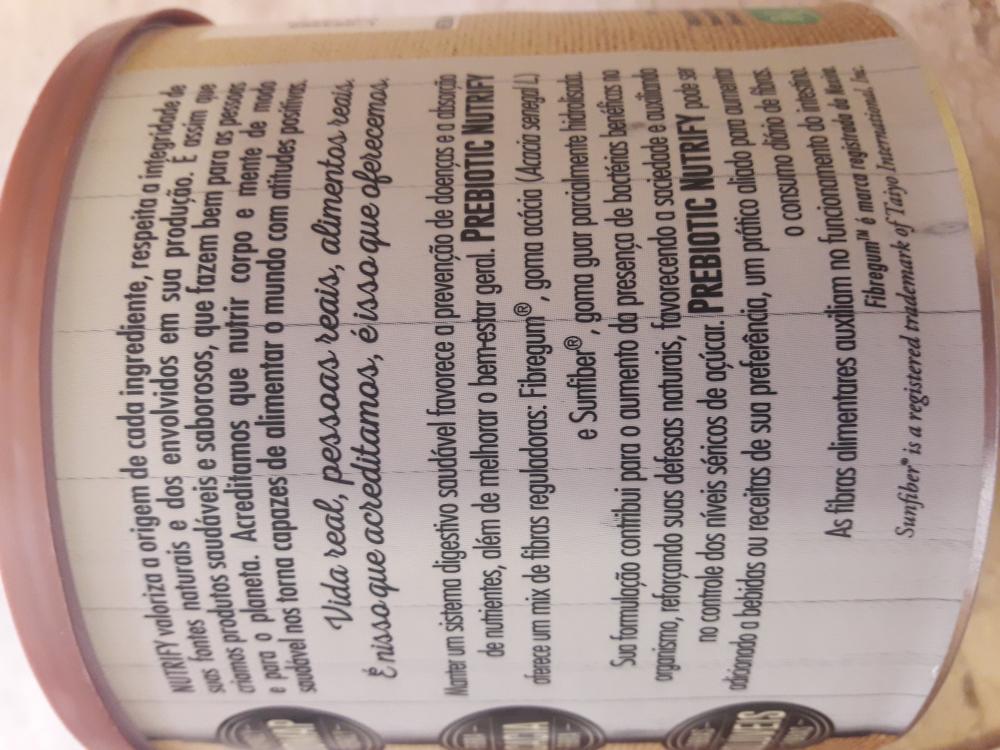 NUTRIFY valoriza a origem de cada ingrediente, respeita a integridade de
suas fontes naturais e dos envolvidos em sua produção. É assim que
criamos produtos saudáveis e saborosos, que fazem bem para as pessoas
e para o planeta. Acreditamos que nutrir corpo e mente de modo
saudável nos torna capazes de alimentar o mundo com atitudes positivas.
Vida real, pessoas reais, alimentos reais.
É nisso que acreditamos, é isso que oferecemos.
Manter um sistema digestivo saudável favorece a prevenção de doenças e a absorção
de nutrientes, além de melhorar o bem-estar geral. PREBIOTIC NUTRIFY
oferece um mix de fibras reguladoras: Fibregum®, goma acácia (Acacia senegal L.)
e Sunfiber®, goma guar parcialmente hidrolisada.
Sua formulação contribui para o aumento da presença de bactérias benéficas no
organismo, reforçando suas defesas naturais, favorecendo a saciedade e auxiliando
no controle dos níveis séricos de açúcar. PREBIOTIC NUTRIFY pode ser
adicionado a bebidas ou receitas de sua preferência, um prático aliado para aumentar
o consumo diário de fibras.
As fibras alimentares auxiliam no funcionamento do intestino.
Fibregum™ é marca registrada da Nexira
Sunfiber® is a registered trademark of Taiyo International, Inc.